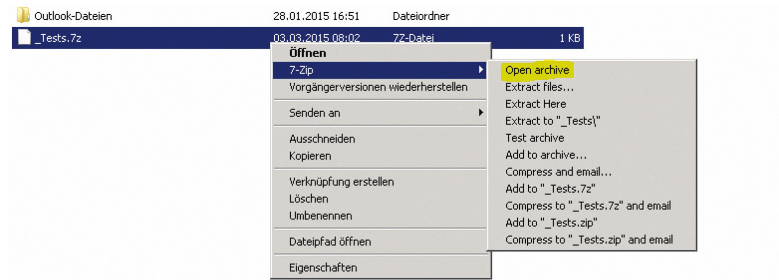 Outlook-Dateien 28.01.2015 16:51 Dateiordner
_Tests.7z 03.03.2015 08:02 7Z-Datei 1 KB
Öffnen
7-Zip
Vorgängerversionen wiederherstellen
Senden an
Ausschneiden
Kopieren
Verknüpfung erstellen
Löschen
Umbenennen
Dateipfad öffnen
Eigenschaften
Open archive
Extract files...
Extract Here
Extract to "_Tests\"
Test archive
Add to archive...
Compress and email...
Add to "_Tests.7z"
Compress to "_Tests.7z" and email
Add to "_Tests.zip"
Compress to "_Tests.zip" and email